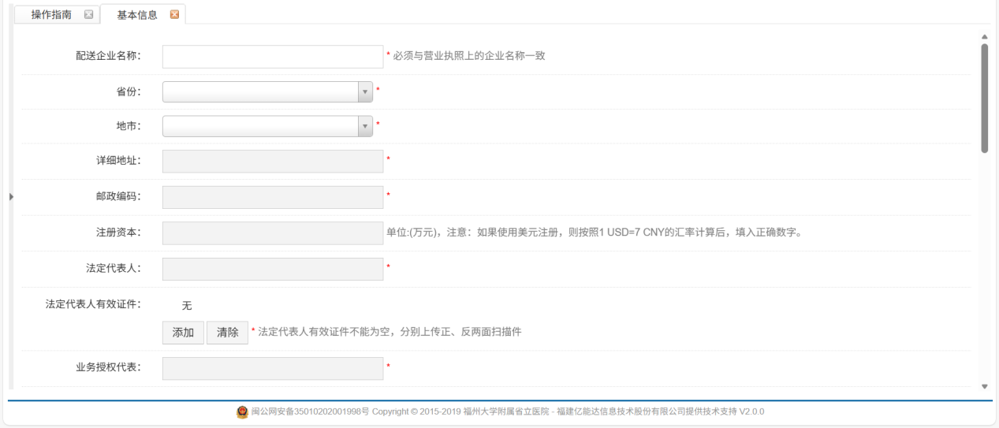 操作指南 基本信息
配送企业名称： * 必须与营业执照上的企业名称一致
省份： *
地市： *
详细地址： *
邮政编码： *
注册资本： 单位:(万元)，注意：如果使用美元注册，则按照1 USD=7 CNY的汇率计算后，填入正确数字。
法定代表人： *
法定代表人有效证件： 无
添加 清除 * 法定代表人有效证件不能为空，分别上传正、反两面扫描件
业务授权代表： *
闽公网安备35010202001998号 Copyright © 2015-2019 福州大学附属省立医院 - 福建亿能达信息技术股份有限公司提供技术支持 V2.0.0